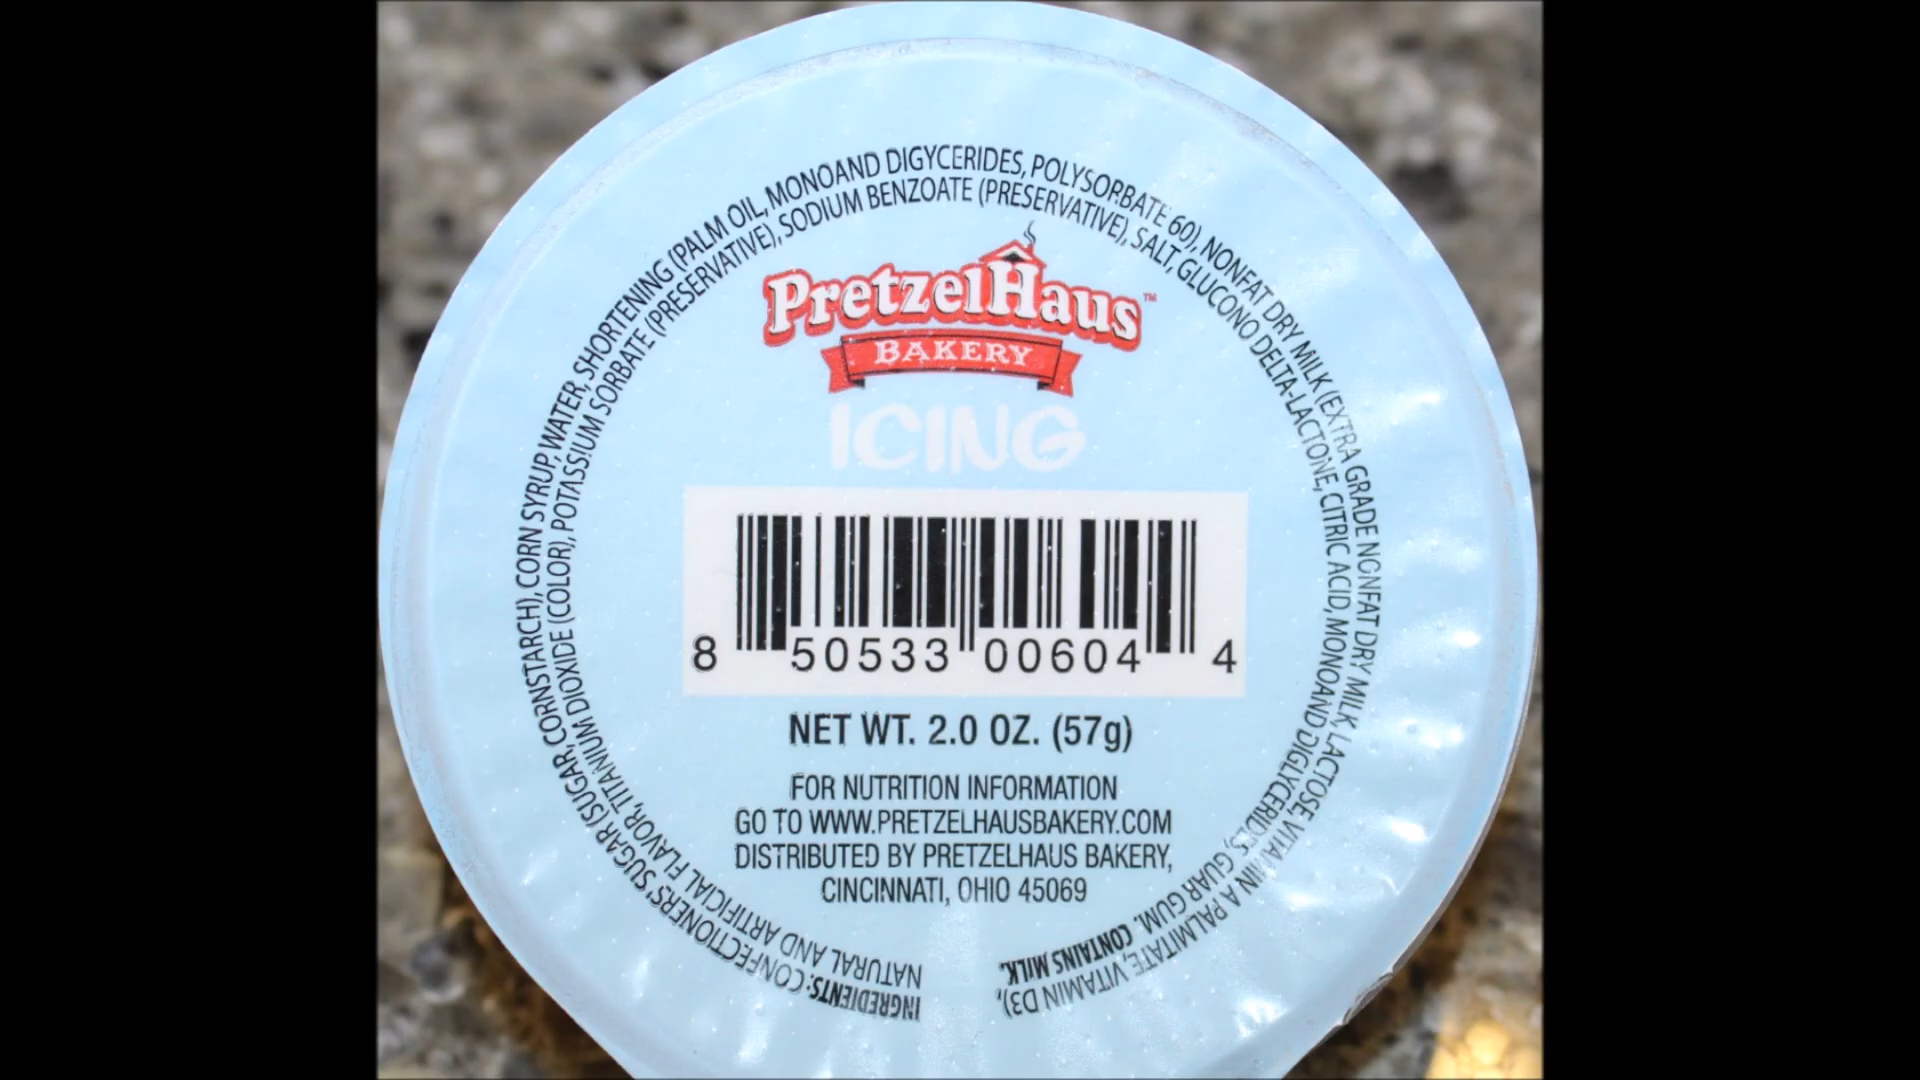 INGREDIENTS: CONFECTIONERS' SUGAR (SUGAR, CORNSTARCH), CORN SYRUP, WATER, SHORTENING (PALM OIL, MONOAND DIGYCERIDES, POLYSORBATE 60), NONFAT DRY MILK (EXTRA GRADE NONFAT DRY MILK, LACTOSE, VITAMIN A PALMITATE, VITAMIN D3),
NATURAL AND ARTIFICIAL FLAVOR, TITANIUM DIOXIDE (COLOR), POTASSIUM SORBATE (PRESERVATIVE), SODIUM BENZOATE (PRESERVATIVE), SALT, GLUCONO DELTA-LACTONE, CITRIC ACID, MONOAND DIGLYCERIDES, GUAR GUM. CONTAINS MILK.
PretzelHaus™
BAKERY
ICING
8 50533 00604 4
NET WT. 2.0 OZ. (57g)
FOR NUTRITION INFORMATION
GO TO WWW.PRETZELHAUSBAKERY.COM
DISTRIBUTED BY PRETZELHAUS BAKERY,
CINCINNATI, OHIO 45069